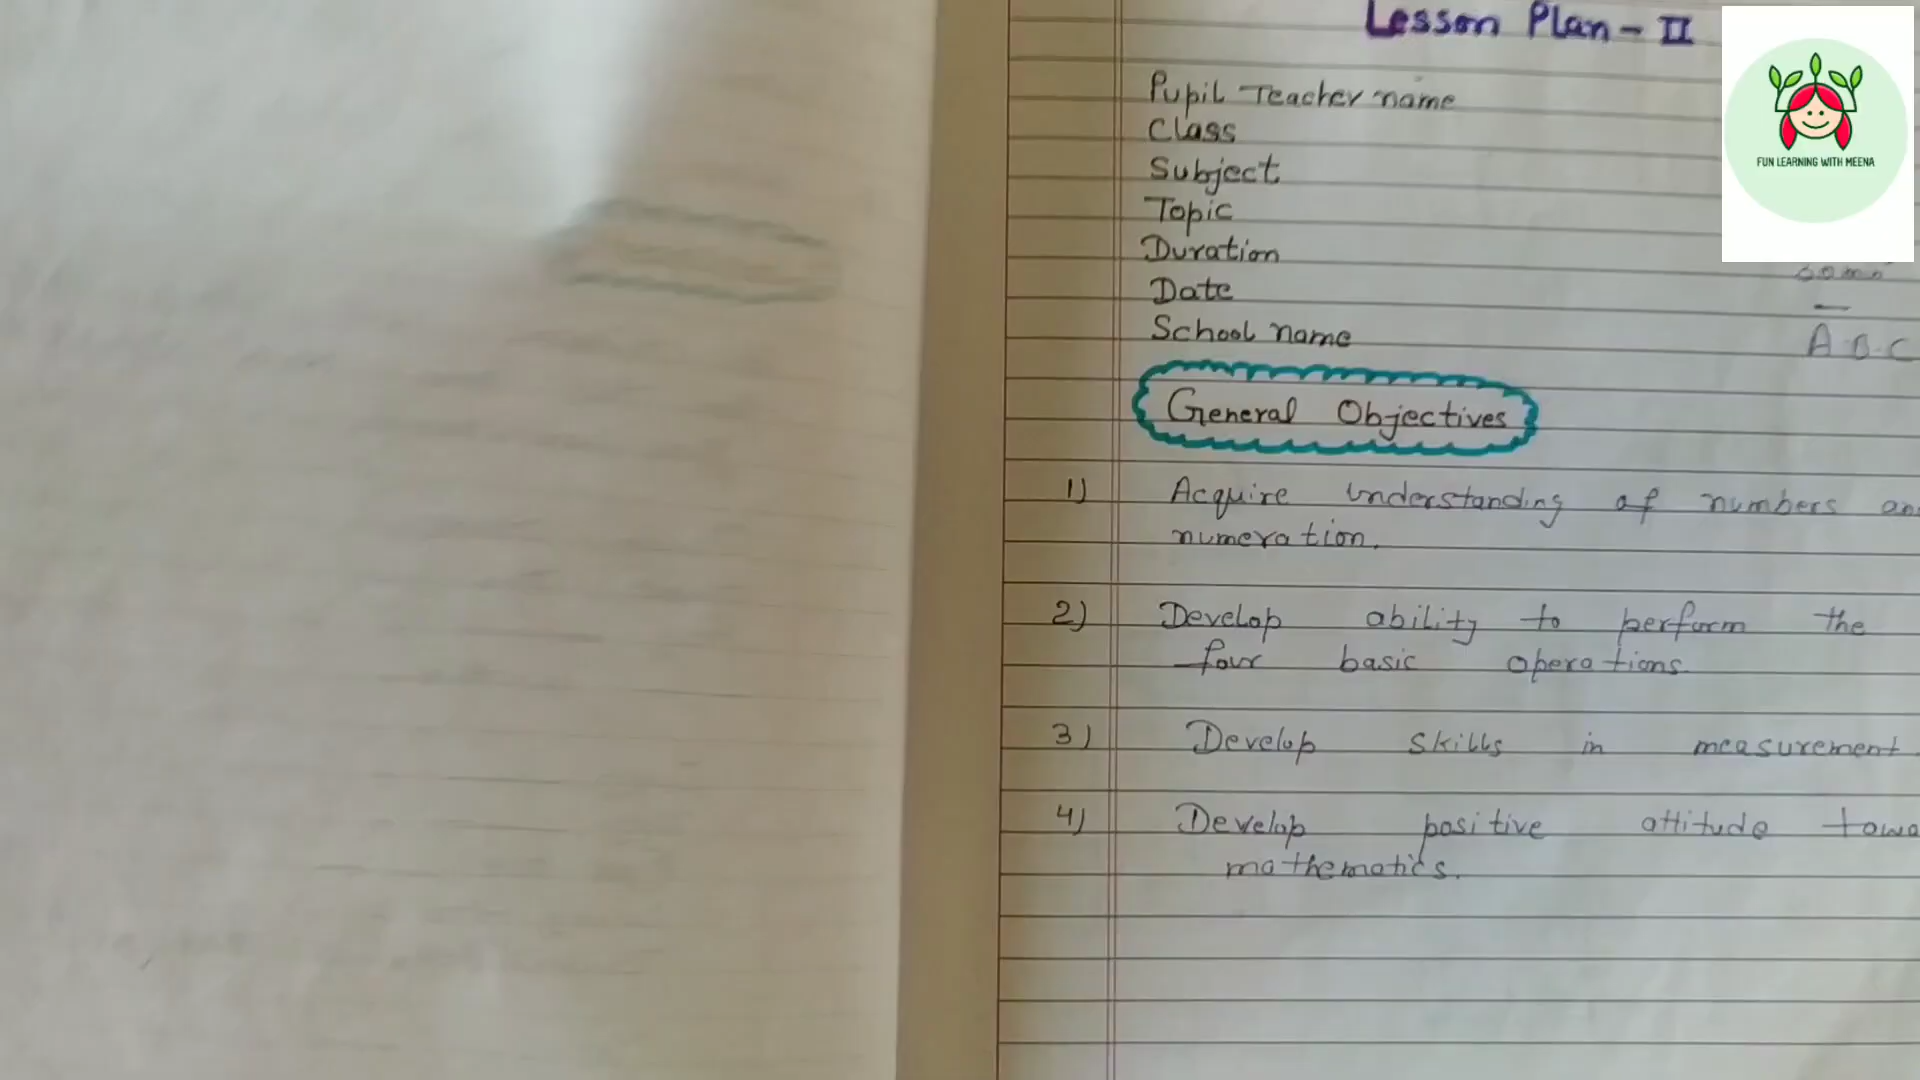 Lesson Plan - II
FUN LEARNING WITH MEENA
Pupil Teacher name
Class
Subject
Topic
Duration
Date
School name
A.B.C
General Objectives
1) Acquire understanding of numbers an
numeration.
2) Develop ability to perform the
four basic operations
3) Develop skills in measurement.
4) Develop positive attitude towa
mathematics.